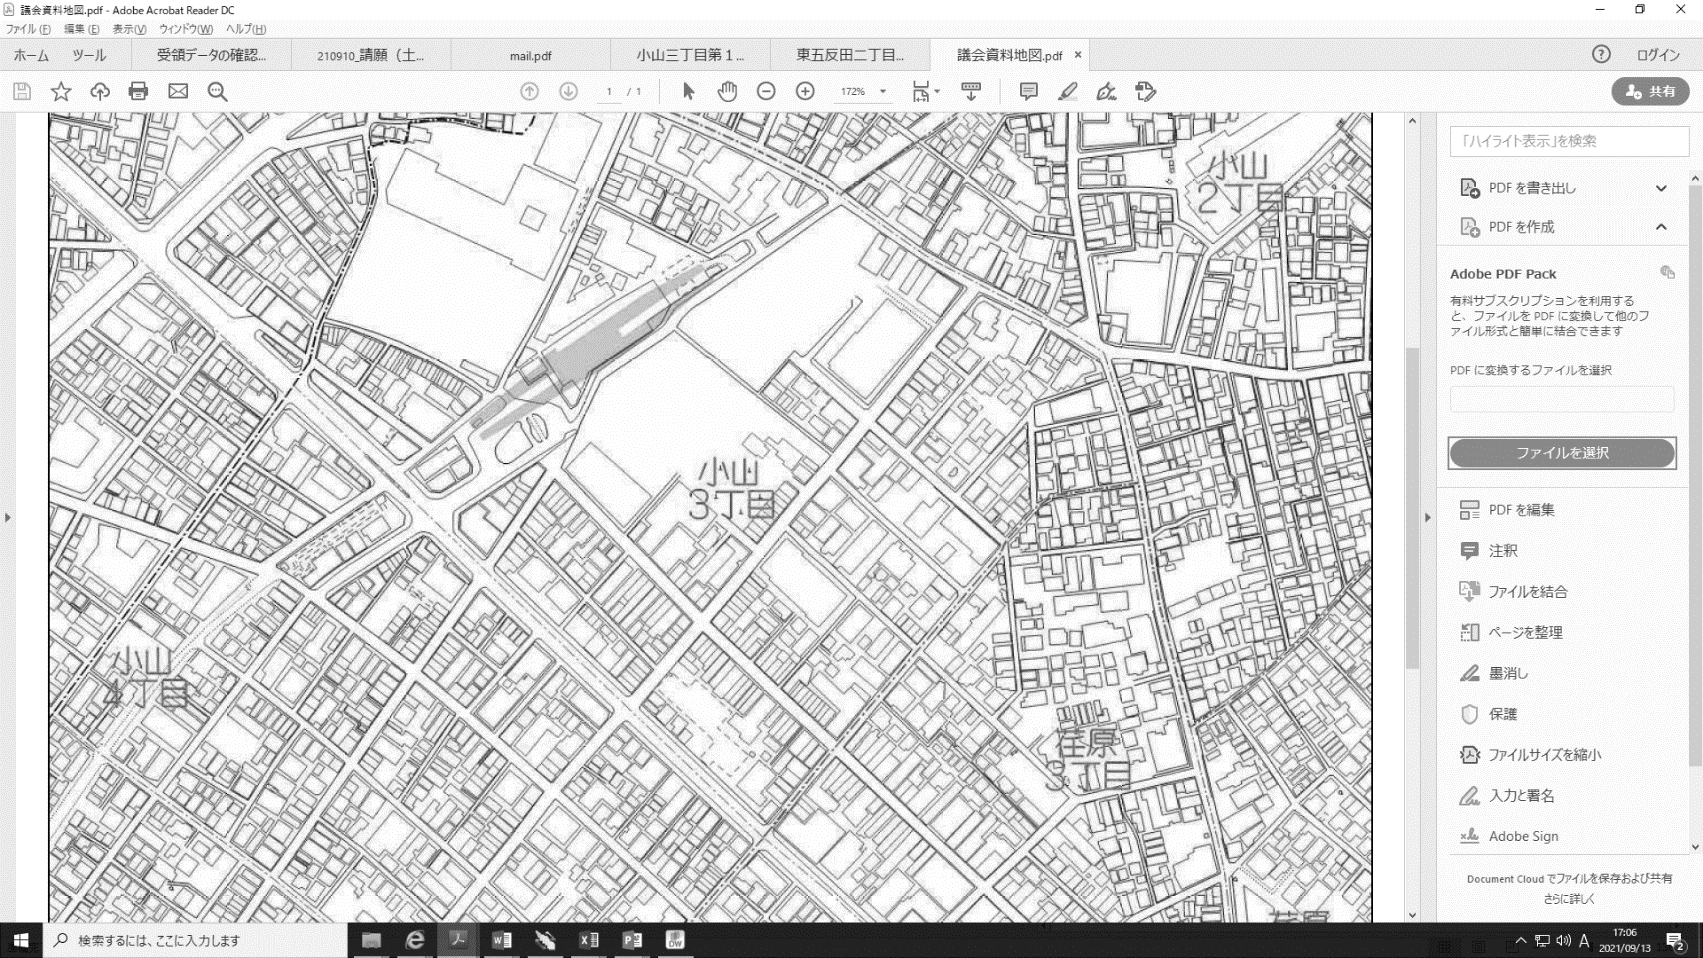 議会資料地図.pdf - Adobe Acrobat Reader DC
ファイル(F) 編集(E) 表示(V) ウィンドウ(W) ヘルプ(H)
ホーム ツール 受領データの確認... 210910_請願(土... mail.pdf 小山三丁目第1... 東五反田二丁目... 議会資料地図.pdf × ログイン
1 / 1 172% 共有
小山
2丁目
小山
3丁目
小山
4丁目
荏原
3丁目
荏原
「ハイライト表示」を検索
PDF を書き出し
PDF を作成
Adobe PDF Pack
有料サブスクリプションを利用する
と、ファイルを PDF に変換して他のフ
ァイル形式と簡単に結合できます
PDF に変換するファイルを選択
ファイルを選択
PDF を編集
注釈
ファイルを結合
ページを整理
墨消し
保護
ファイルサイズを縮小
入力と署名
Adobe Sign
Document Cloud でファイルを保存および共有
さらに詳しく
検索するには、ここに入力します
A
17:06
2021/09/13
2